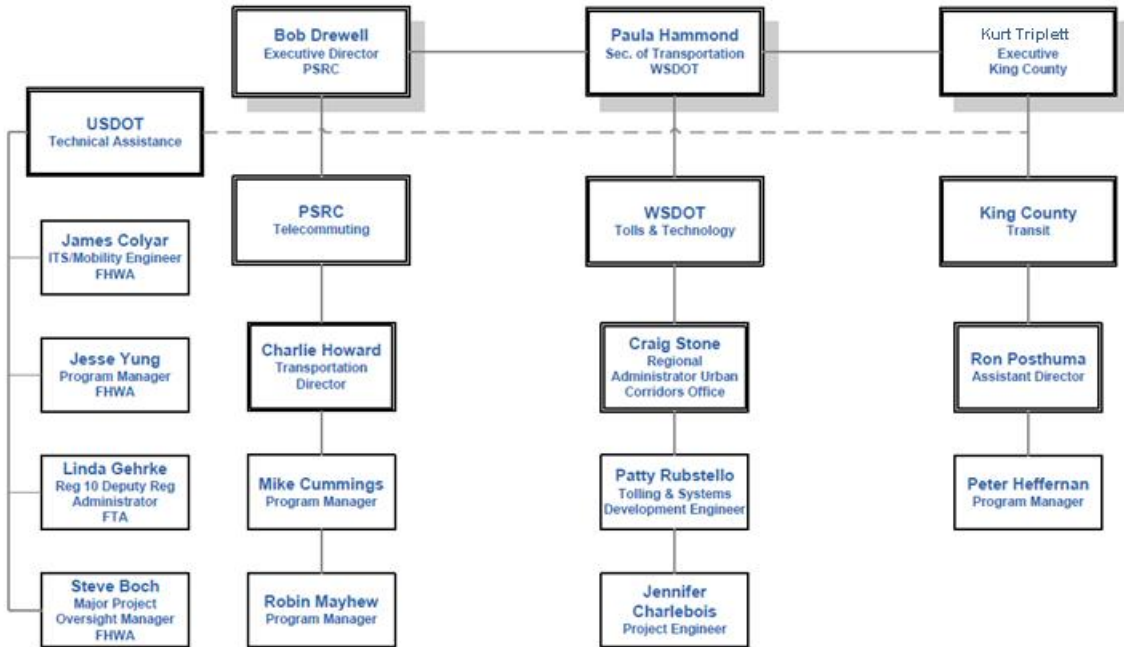 Bob Drewell
Executive Director
PSRC
Paula Hammond
Sec. of Transportation
WSDOT
Kurt Triplett
Executive
King County
USDOT
Technical Assistance
PSRC
Telecommuting
WSDOT
Tolls & Technology
King County
Transit
James Colyar
ITS/Mobility Engineer
FHWA
Jesse Yung
Program Manager
FHWA
Linda Gehrke
Reg 10 Deputy Reg
Administrator
FTA
Steve Boch
Major Project
Oversight Manager
FHWA
Charlie Howard
Transportation
Director
Mike Cummings
Program Manager
Robin Mayhew
Program Manager
Craig Stone
Regional
Administrator Urban
Corridors Office
Patty Rubstello
Tolling & Systems
Development Engineer
Jennifer
Charlebois
Project Engineer
Ron Posthuma
Assistant Director
Peter Heffernan
Program Manager